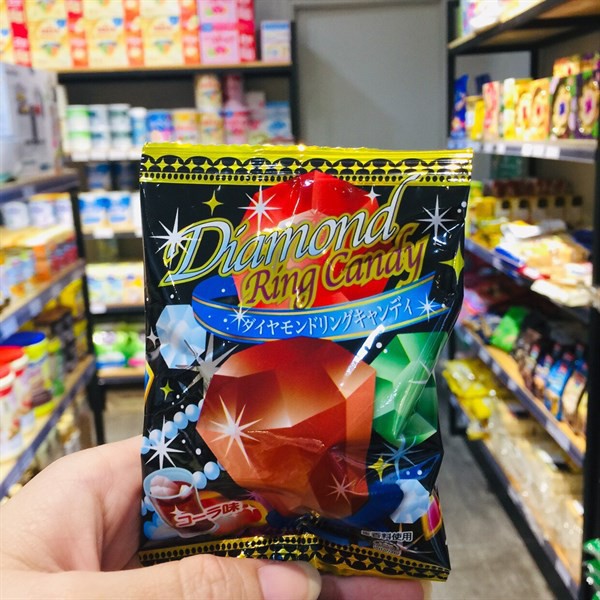 Diamond
Ring Candy
ダイヤモンドリングキャンディ
コーラ味